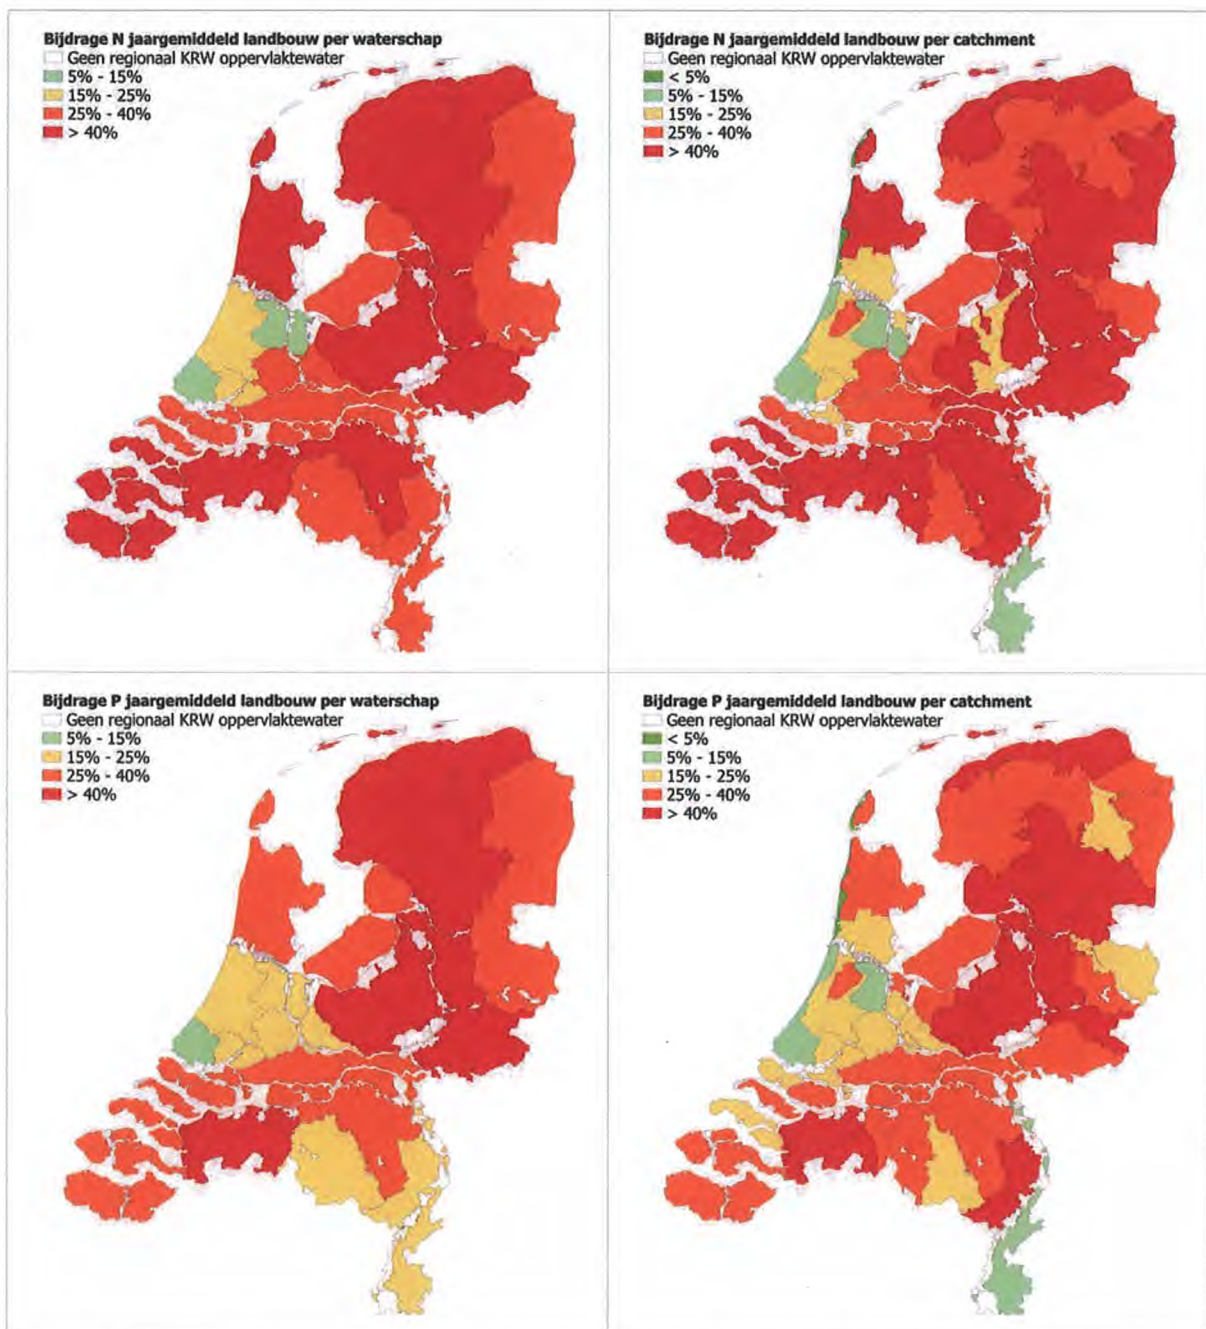 Bijdrage N jaargemiddeld landbouw per waterschap
Geen regionaal KRW oppervlaktewater
5% - 15%
15% - 25%
25% - 40%
> 40%
Bijdrage N jaargemiddeld landbouw per catchment
Geen regionaal KRW oppervlaktewater
< 5%
5% - 15%
15% - 25%
25% - 40%
> 40%
Bijdrage P jaargemiddeld landbouw per waterschap
Geen regionaal KRW oppervlaktewater
5% - 15%
15% - 25%
25% - 40%
> 40%
Bijdrage P jaargemiddeld landbouw per catchment
Geen regionaal KRW oppervlaktewater
< 5%
5% - 15%
15% - 25%
25% - 40%
> 40%